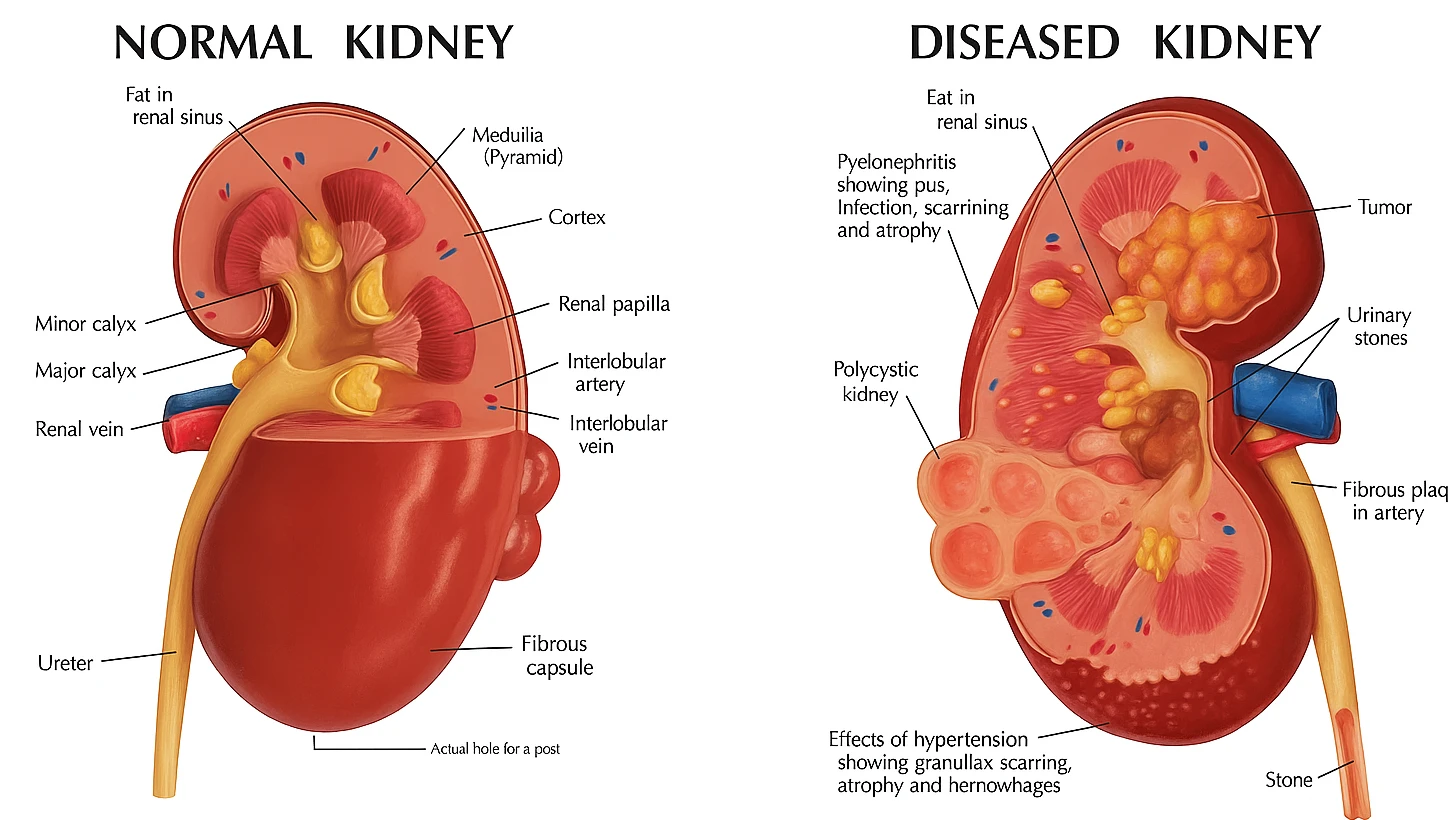 NORMAL KIDNEY
Fat in
renal sinus
Meduilia
(Pyramid)
Cortex
Renal papilla
Minor calyx
Major calyx
Interlobular
artery
Renal vein
Interlobular
vein
Ureter
Fibrous
capsule
Actual hole for a post
DISEASED KIDNEY
Eat in
renal sinus
Pyelonephritis
showing pus,
Infection, scarrining
and atrophy
Tumor
Urinary
stones
Polycystic
kidney
Fibrous plaq
in artery
Effects of hypertension
showing granullax scarring,
atrophy and hernowhages
Stone